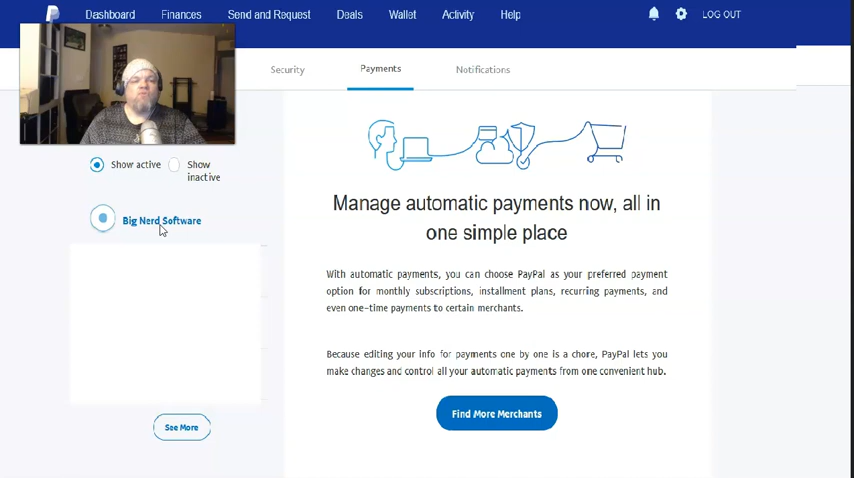 Dashboard Finances Send and Request Deals Wallet Activity Help LOG OUT
Security Payments Notifications
Show active Show
inactive
Big Nerd Software
See More
Manage automatic payments now, all in
one simple place
With automatic payments, you can choose PayPal as your preferred payment
option for monthly subscriptions, installment plans, recurring payments, and
even one-time payments to certain merchants.
Because editing your info for payments one by one is a chore, PayPal lets you
make changes and control all your automatic payments from one convenient hub.
Find More Merchants